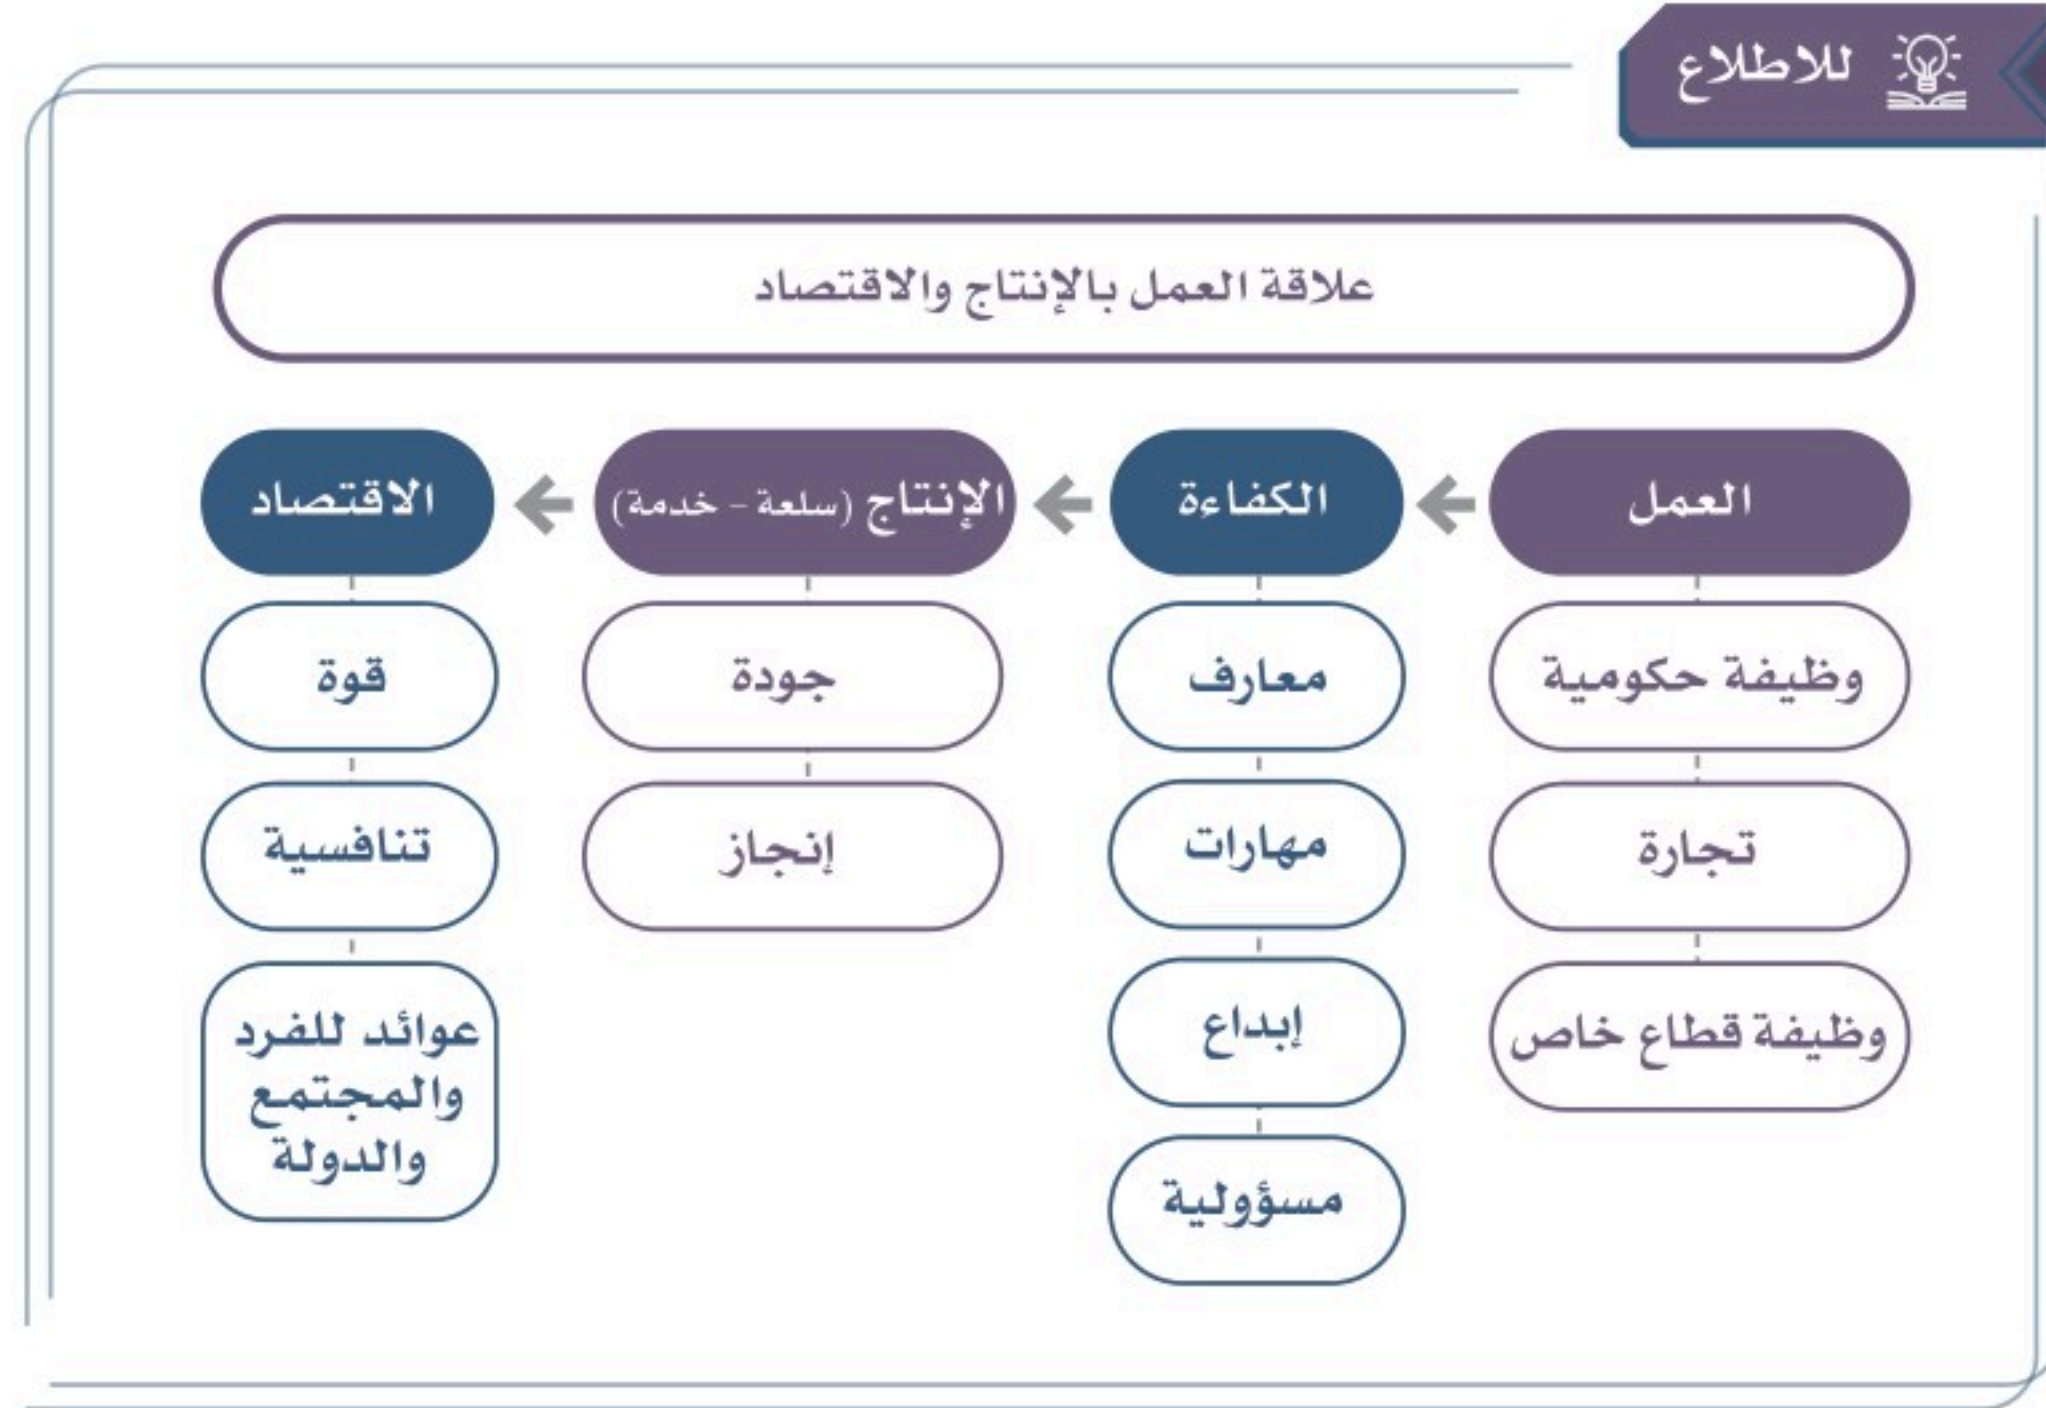 للاطلاع
علاقة العمل بالإنتاج والاقتصاد
العمل
وظيفة حكومية
تجارة
وظيفة قطاع خاص
الكفاءة
معارف
مهارات
إبداع
مسؤولية
الإنتاج (سلعة - خدمة)
جودة
إنجاز
الاقتصاد
قوة
تنافسية
عوائد للفرد
والمجتمع
والدولة